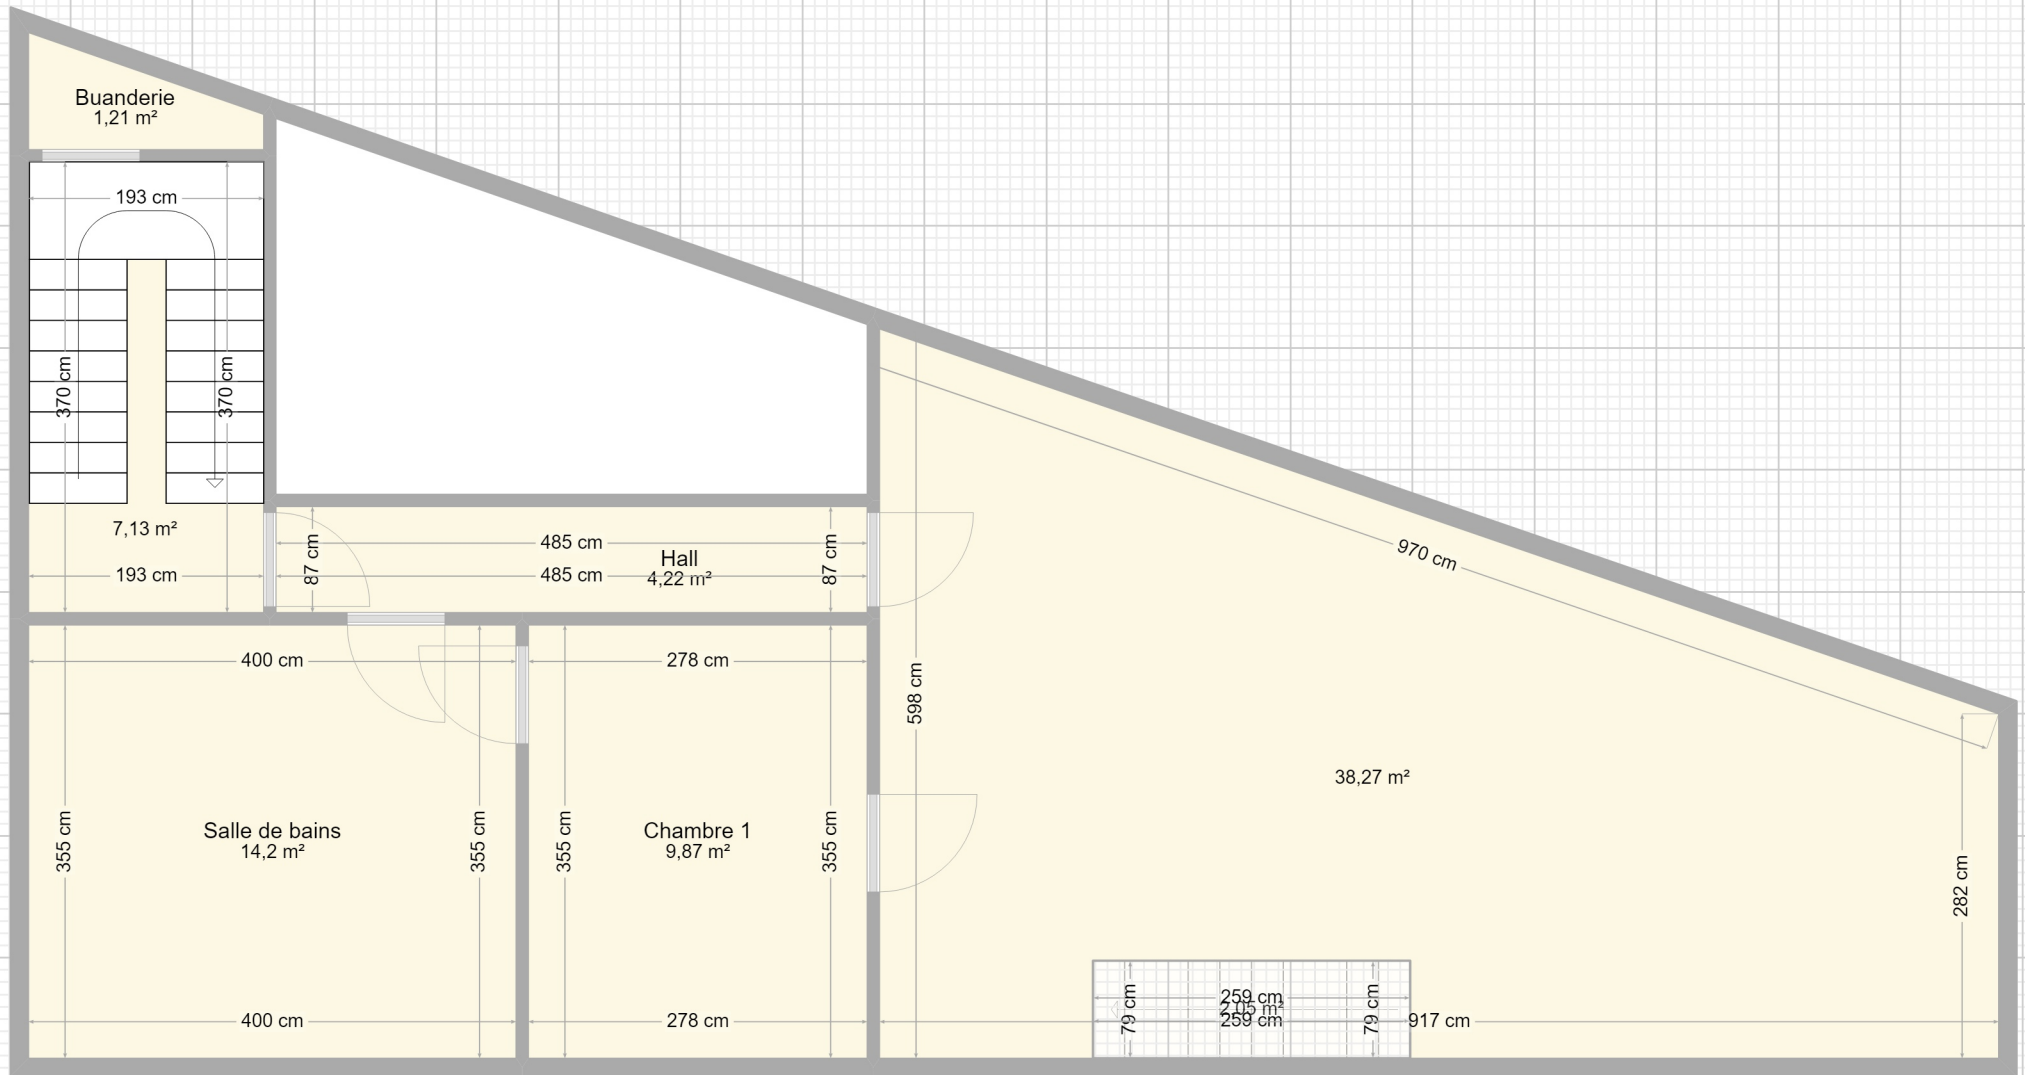 Buanderie
1,21 m²
193 cm
370 cm
370 cm
7,13 m²
193 cm
87 cm
485 cm
485 cm
Hall
4,22 m²
87 cm
970 cm
400 cm
278 cm
598 cm
38,27 m²
355 cm
Salle de bains
14,2 m²
355 cm
355 cm
Chambre 1
9,87 m²
355 cm
282 cm
79 cm
259 cm
2,05 m²
259 cm
79 cm
917 cm
400 cm
278 cm